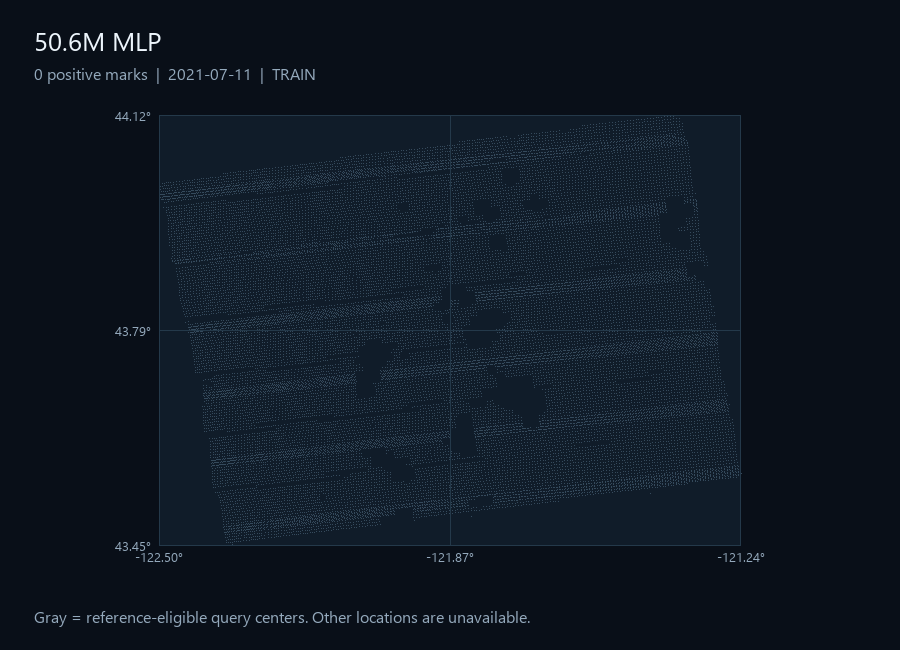 50.6M MLP
0 positive marks | 2021-07-11 | TRAIN
44.12°
43.79°
43.45°
-122.50°
-121.87°
-121.24°
Gray = reference-eligible query centers. Other locations are unavailable.